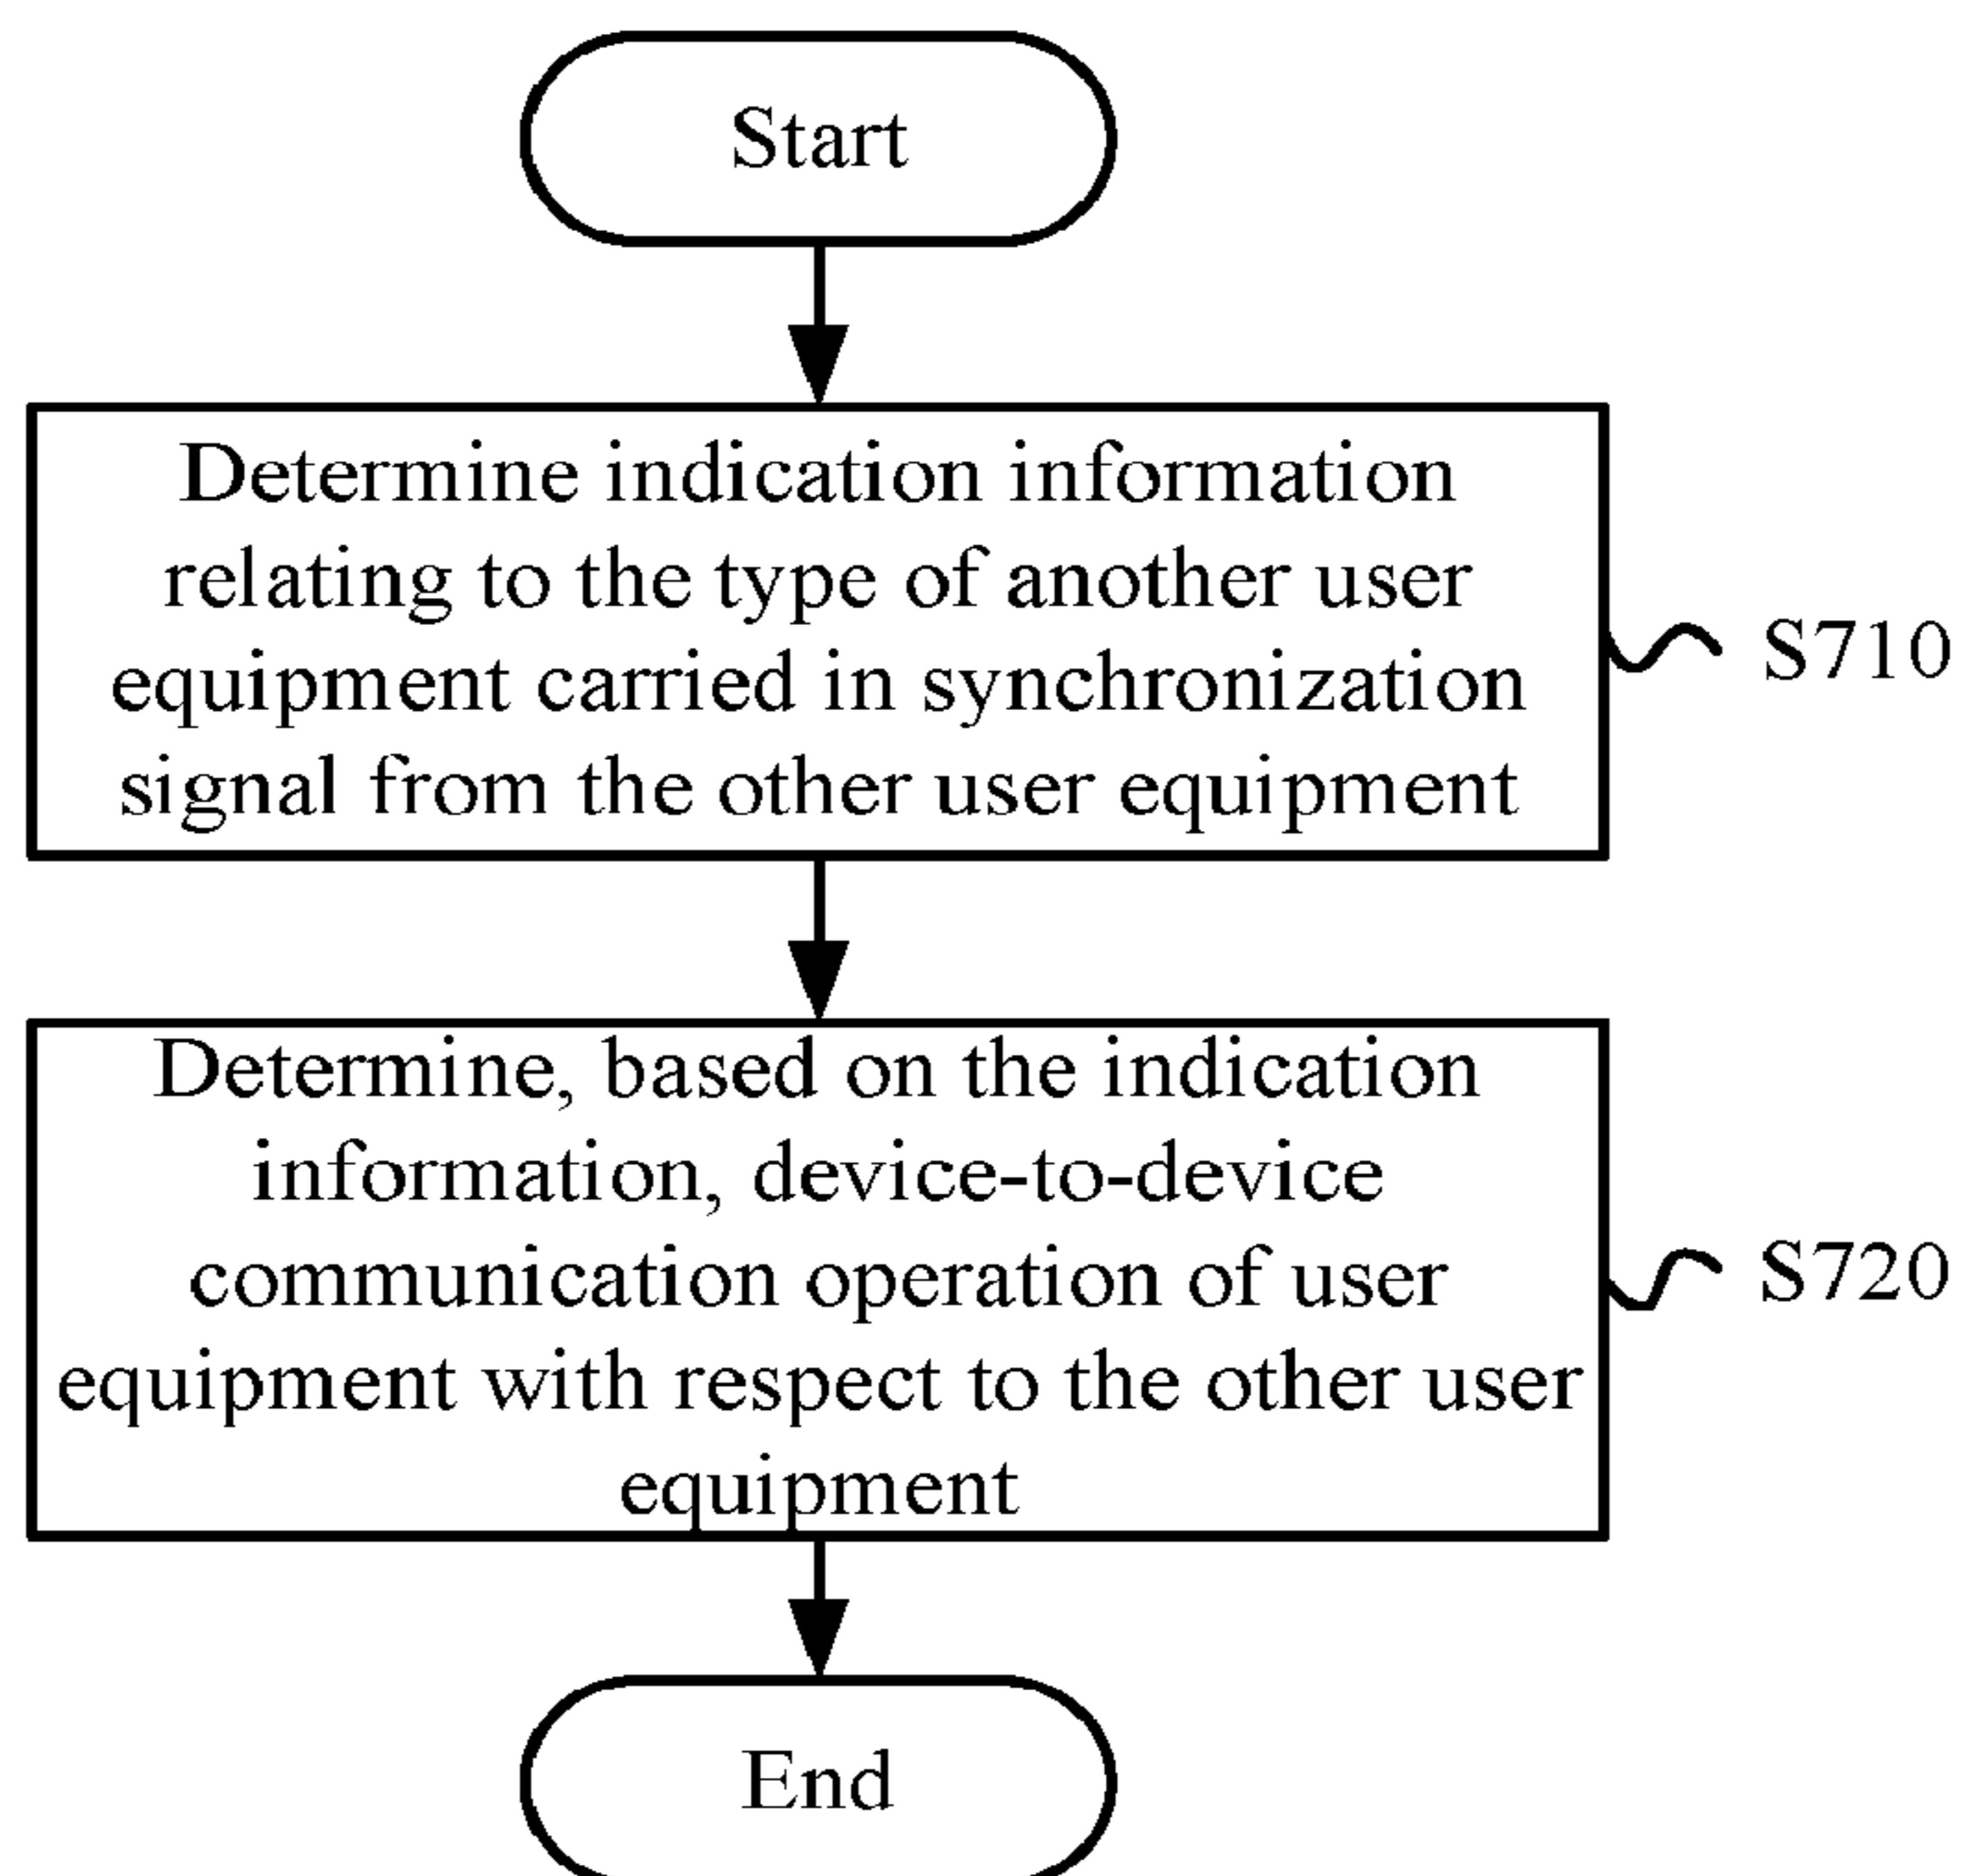 Start
Determine indication information
relating to the type of another user
equipment carried in synchronization
signal from the other user equipment
S710
Determine, based on the indication
information, device-to-device
communication operation of user
equipment with respect to the other user
equipment
S720
End